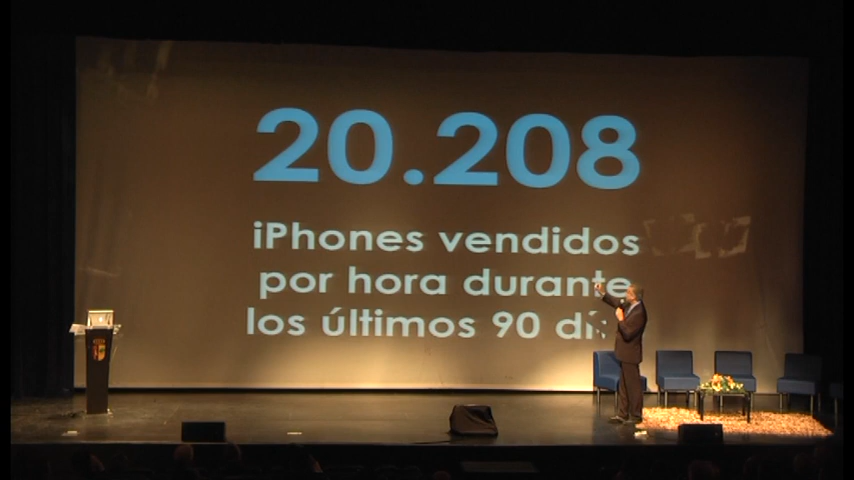 20.208
iPhones vendidos
por hora durante
los últimos 90